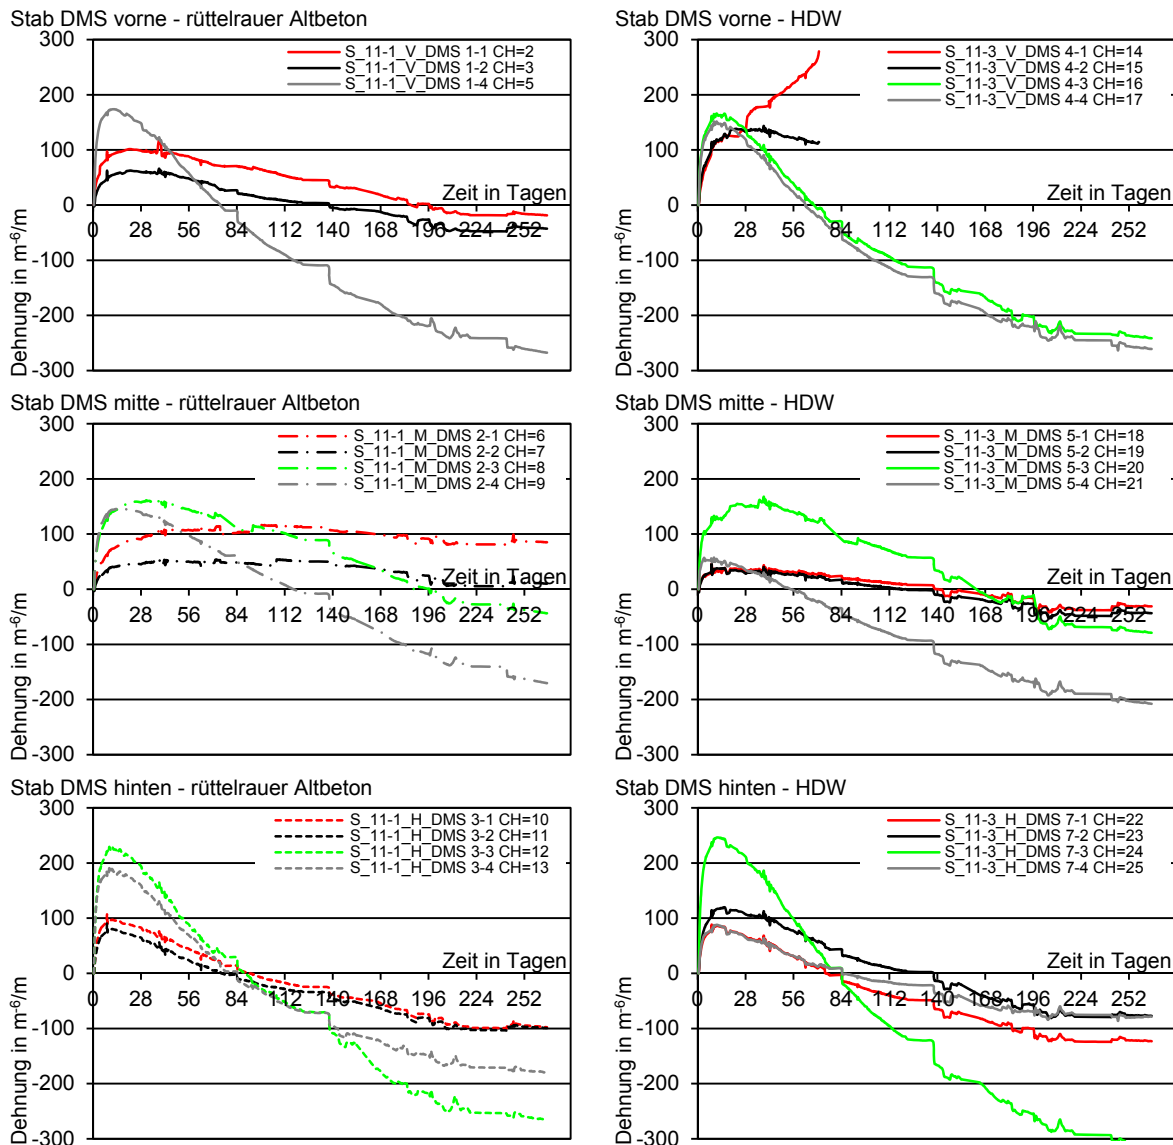 Stab DMS vorne - rüttelrauer Altbeton
300
200
100
0
-100
-200
-300
Dehnung in m⁻⁶/m
S_11-1_V_DMS 1-1 CH=2
S_11-1_V_DMS 1-2 CH=3
S_11-1_V_DMS 1-4 CH=5
Zeit in Tagen
0 28 56 84 112 140 168 196 224 252
Stab DMS vorne - HDW
300
200
100
0
-100
-200
-300
Dehnung in m⁻⁶/m
S_11-3_V_DMS 4-1 CH=14
S_11-3_V_DMS 4-2 CH=15
S_11-3_V_DMS 4-3 CH=16
S_11-3_V_DMS 4-4 CH=17
Zeit in Tagen
0 28 56 84 112 140 168 196 224 252
Stab DMS mitte - rüttelrauer Altbeton
300
200
100
0
-100
-200
-300
Dehnung in m⁻⁶/m
S_11-1_M_DMS 2-1 CH=6
S_11-1_M_DMS 2-2 CH=7
S_11-1_M_DMS 2-3 CH=8
S_11-1_M_DMS 2-4 CH=9
Zeit in Tagen
0 28 56 84 112 140 168 196 224 252
Stab DMS mitte - HDW
300
200
100
0
-100
-200
-300
Dehnung in m⁻⁶/m
S_11-3_M_DMS 5-1 CH=18
S_11-3_M_DMS 5-2 CH=19
S_11-3_M_DMS 5-3 CH=20
S_11-3_M_DMS 5-4 CH=21
Zeit in Tagen
0 28 56 84 112 140 168 196 224 252
Stab DMS hinten - rüttelrauer Altbeton
300
200
100
0
-100
-200
-300
Dehnung in m⁻⁶/m
S_11-1_H_DMS 3-1 CH=10
S_11-1_H_DMS 3-2 CH=11
S_11-1_H_DMS 3-3 CH=12
S_11-1_H_DMS 3-4 CH=13
Zeit in Tagen
0 28 56 84 112 140 168 196 224 252
Stab DMS hinten - HDW
300
200
100
0
-100
-200
-300
Dehnung in m⁻⁶/m
S_11-3_H_DMS 7-1 CH=22
S_11-3_H_DMS 7-2 CH=23
S_11-3_H_DMS 7-3 CH=24
S_11-3_H_DMS 7-4 CH=25
Zeit in Tagen
0 28 56 84 112 140 168 196 224 252